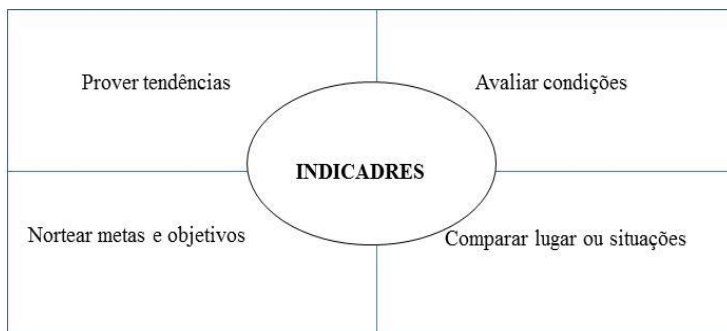 Prover tendências
Avaliar condições
INDICADRES
Nortear metas e objetivos
Comparar lugar ou situações